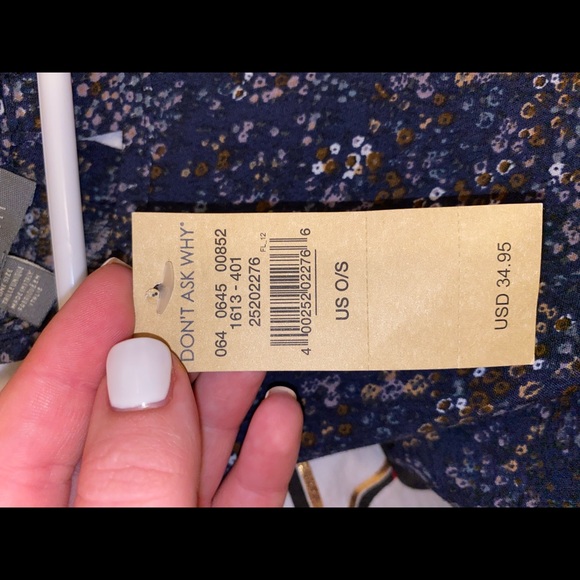 DON'T ASK WHY®
064 0645 00852
1613 - 401
25202276 FL 12
4 00252 02276 6
US O/S
USD 34.95